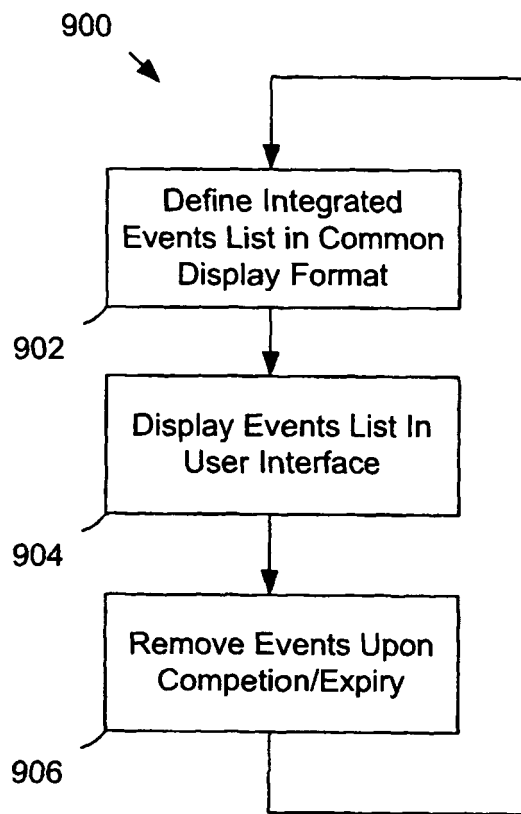 900
Define Integrated
Events List in Common
Display Format
902
Display Events List In
User Interface
904
Remove Events Upon
Competion/Expiry
906